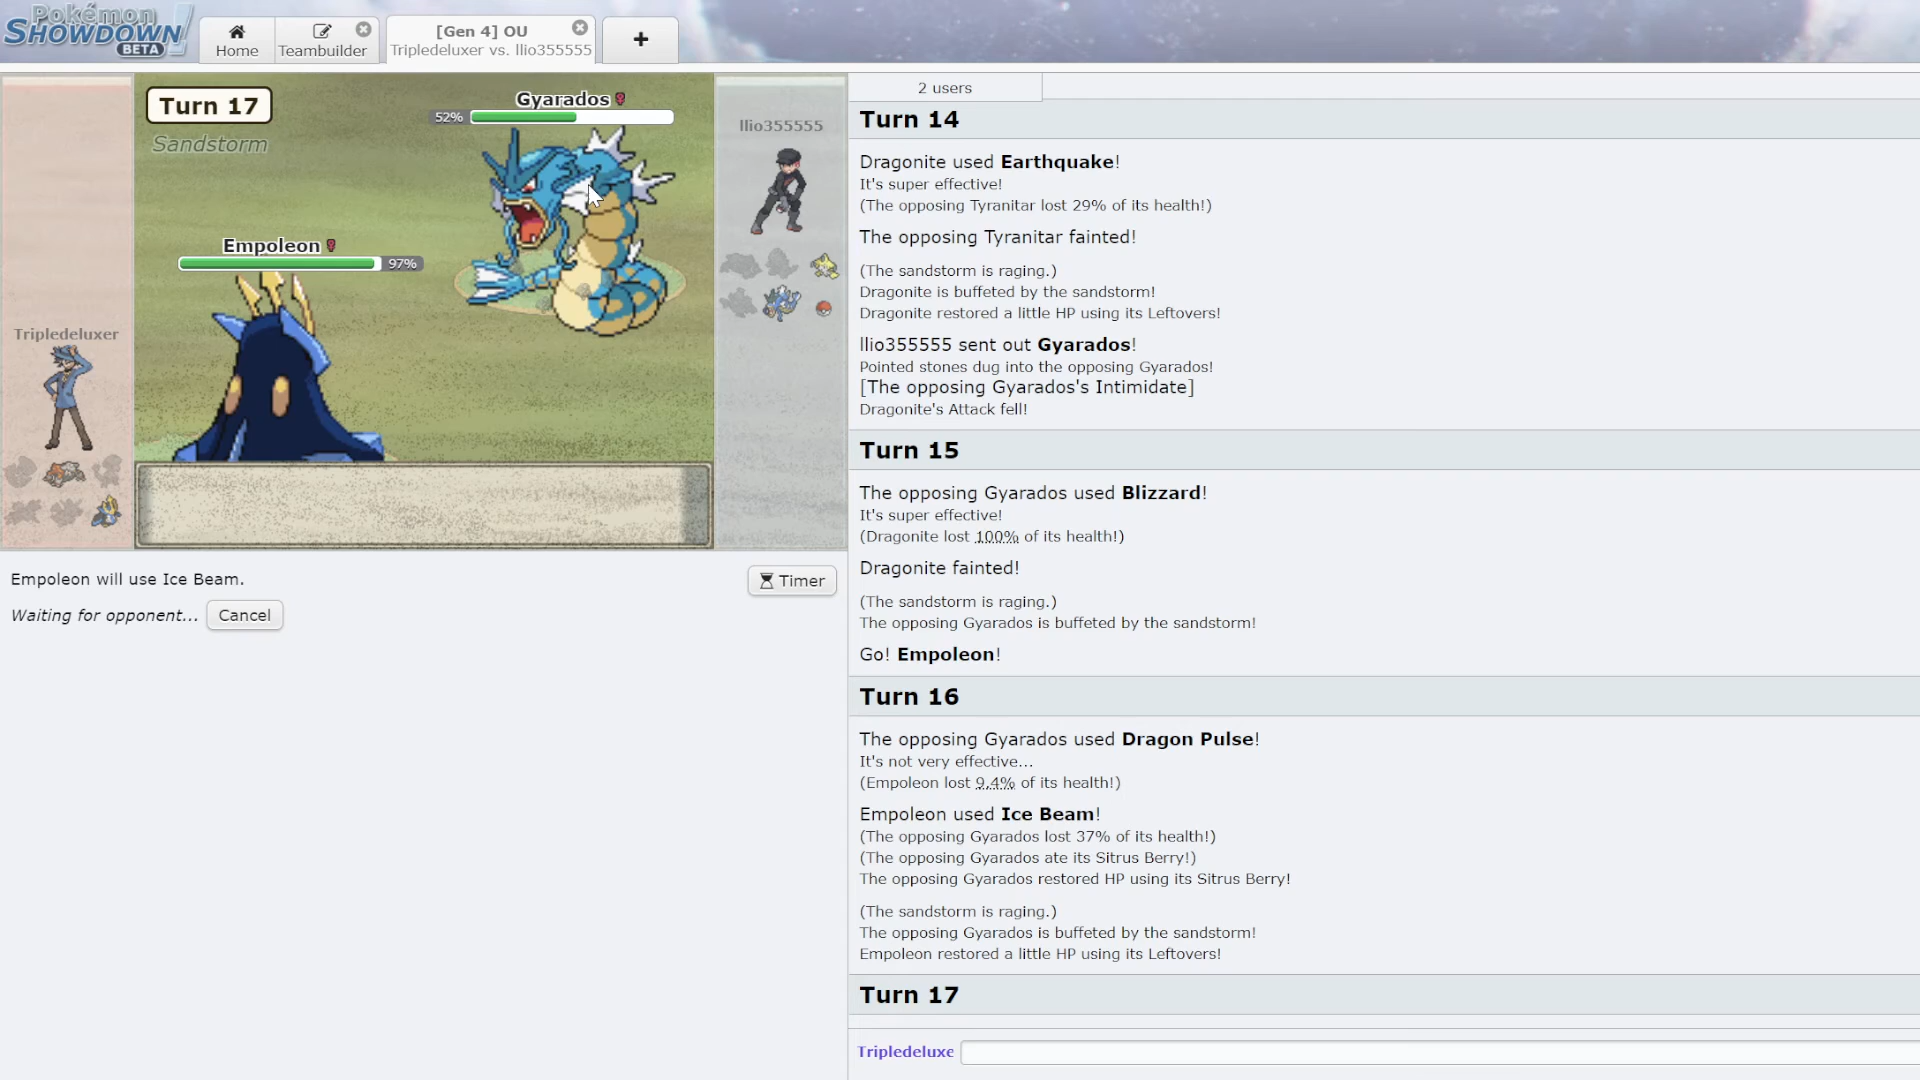 Pokémon
SHOWDOWN
BETA
Home
Teambuilder
[Gen 4] OU
Tripledeluxer vs. llio355555
+
Turn 17
Sandstorm
Gyarados
52%
Empoleon
97%
Tripledeluxer
llio355555
Empoleon will use Ice Beam.
Timer
Waiting for opponent... Cancel
2 users
Turn 14
Dragonite used Earthquake!
It's super effective!
(The opposing Tyranitar lost 29% of its health!)
The opposing Tyranitar fainted!
(The sandstorm is raging.)
Dragonite is buffeted by the sandstorm!
Dragonite restored a little HP using its Leftovers!
llio355555 sent out Gyarados!
Pointed stones dug into the opposing Gyarados!
[The opposing Gyarados's Intimidate]
Dragonite's Attack fell!
Turn 15
The opposing Gyarados used Blizzard!
It's super effective!
(Dragonite lost 100% of its health!)
Dragonite fainted!
(The sandstorm is raging.)
The opposing Gyarados is buffeted by the sandstorm!
Go! Empoleon!
Turn 16
The opposing Gyarados used Dragon Pulse!
It's not very effective...
(Empoleon lost 9.4% of its health!)
Empoleon used Ice Beam!
(The opposing Gyarados lost 37% of its health!)
(The opposing Gyarados ate its Sitrus Berry!)
The opposing Gyarados restored HP using its Sitrus Berry!
(The sandstorm is raging.)
The opposing Gyarados is buffeted by the sandstorm!
Empoleon restored a little HP using its Leftovers!
Turn 17
Tripledeluxe